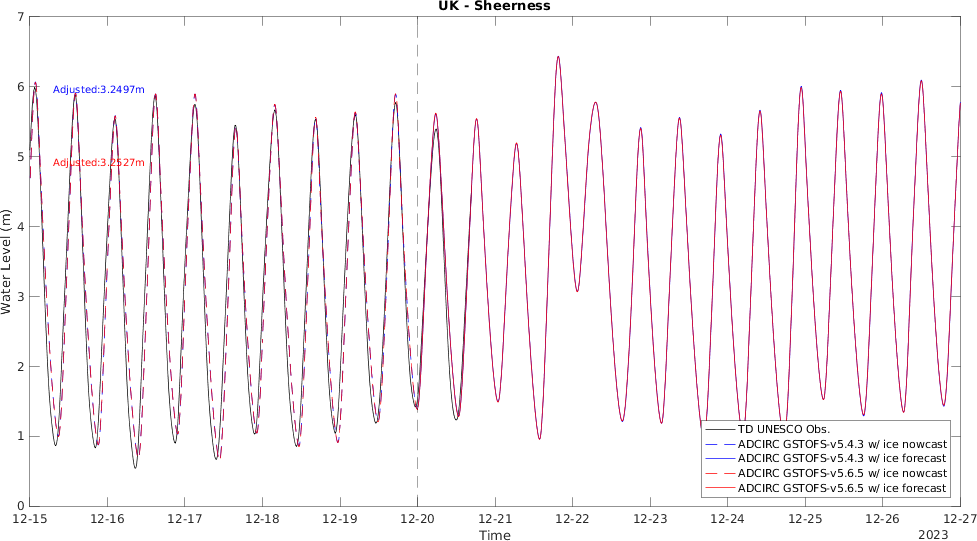 UK - Sheerness
7
6
5
4
3
2
1
0
Water Level (m)
Adjusted:3.2497m
Adjusted:3.2527m
TD UNESCO Obs.
ADCIRC GSTOFS-v5.4.3 w/ ice nowcast
ADCIRC GSTOFS-v5.4.3 w/ ice forecast
ADCIRC GSTOFS-v5.6.5 w/ ice nowcast
ADCIRC GSTOFS-v5.6.5 w/ ice forecast
12-15 12-16 12-17 12-18 12-19 12-20 12-21 12-22 12-23 12-24 12-25 12-26 12-27
Time
2023